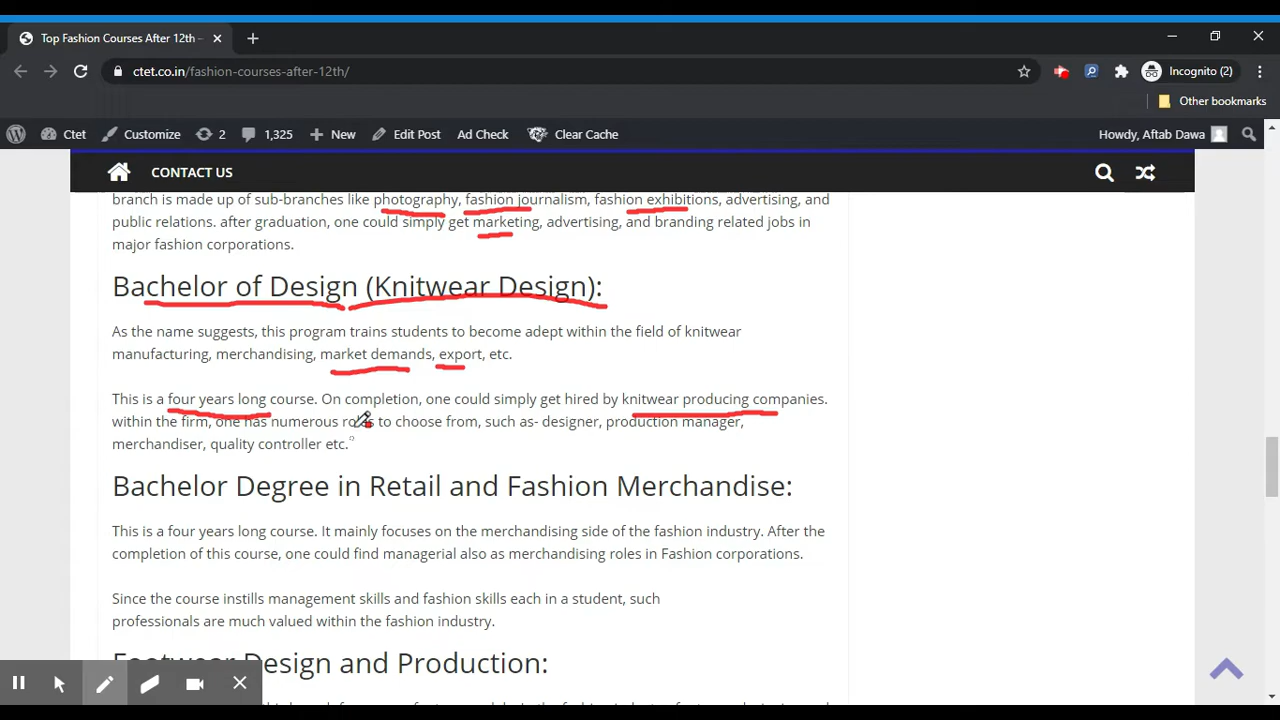 Top Fashion Courses After 12th –
ctet.co.in/fashion-courses-after-12th/
Incognito (2)
Other bookmarks
Ctet Customize 2 1,325 New Edit Post Ad Check Clear Cache Howdy, Aftab Dawa
CONTACT US
branch is made up of sub-branches like photography, fashion journalism, fashion exhibitions, advertising, and
public relations. after graduation, one could simply get marketing, advertising, and branding related jobs in
major fashion corporations.
Bachelor of Design (Knitwear Design):
As the name suggests, this program trains students to become adept within the field of knitwear
manufacturing, merchandising, market demands, export, etc.
This is a four years long course. On completion, one could simply get hired by knitwear producing companies.
within the firm, one has numerous roles to choose from, such as- designer, production manager,
merchandiser, quality controller etc.
Bachelor Degree in Retail and Fashion Merchandise:
This is a four years long course. It mainly focuses on the merchandising side of the fashion industry. After the
completion of this course, one could find managerial also as merchandising roles in Fashion corporations.
Since the course instills management skills and fashion skills each in a student, such
professionals are much valued within the fashion industry.
Footwear Design and Production: